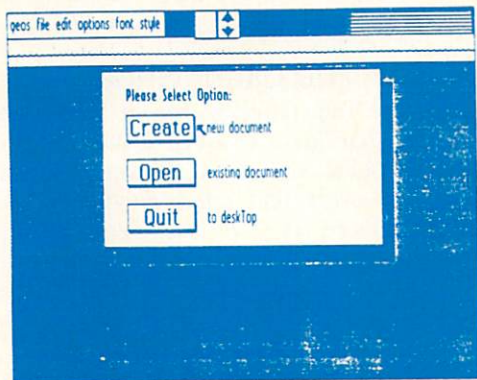 geos file edit options font style
Please Select Option:
Create new document
Open existing document
Quit to deskTop